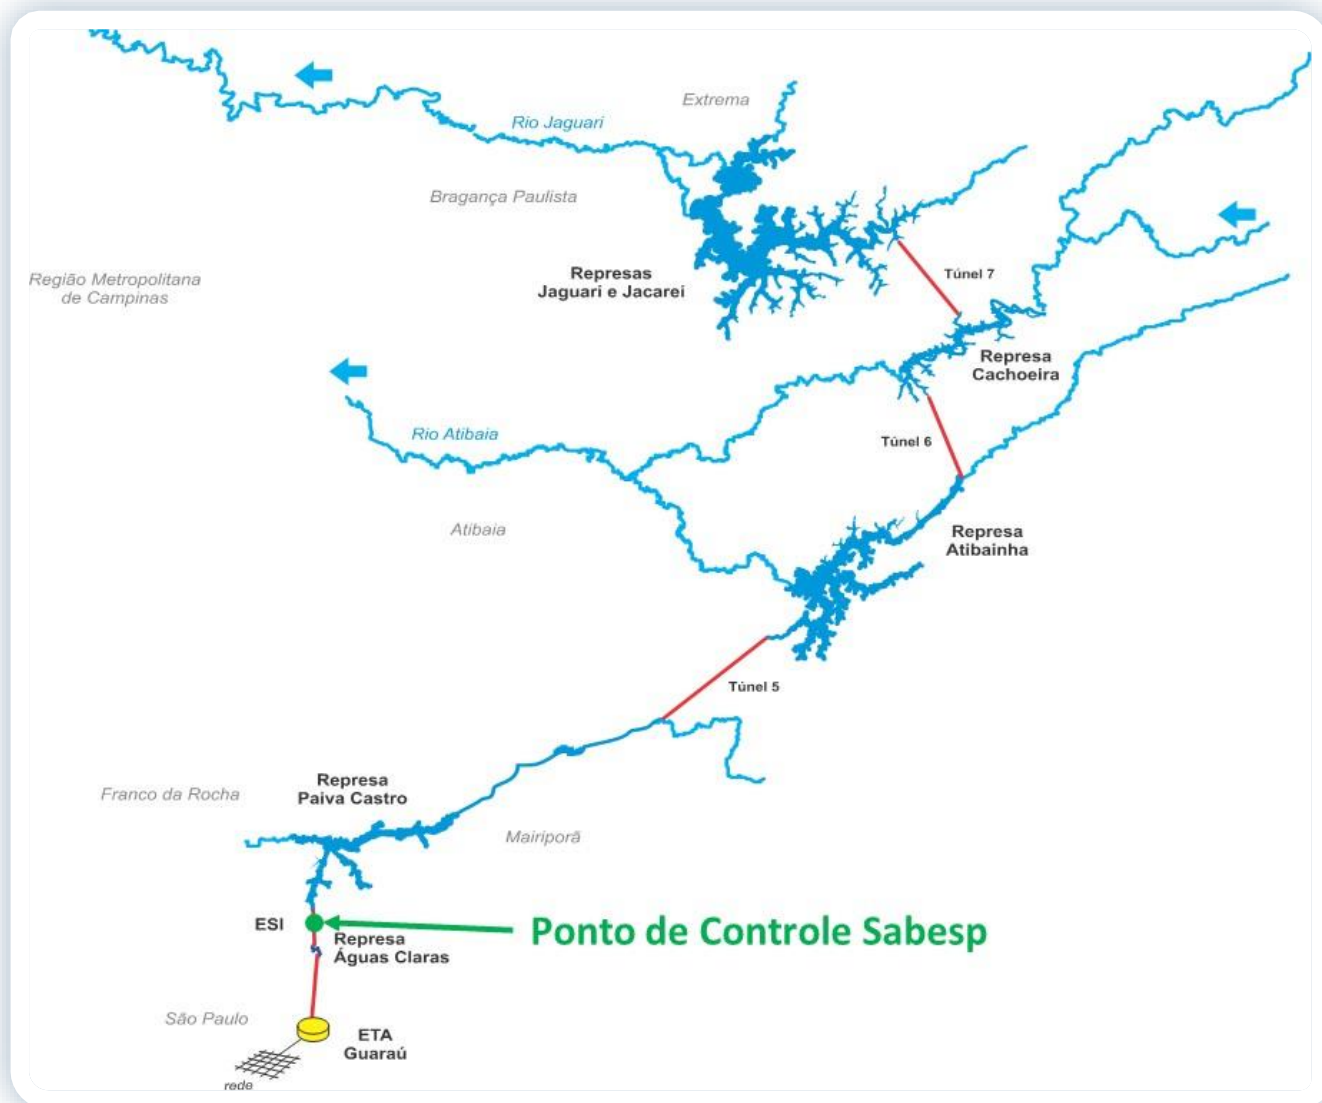 Extrema
Rio Jaguari
Bragança Paulista
Região Metropolitana
de Campinas
Represas
Jaguari e Jacarei
Túnel 7
Represa
Cachoeira
Rio Atibaia
Túnel 6
Atibaia
Represa
Atibainha
Túnel 5
Represa
Paiva Castro
Franco da Rocha
Mairiporã
ESI
Ponto de Controle Sabesp
Represa
Águas Claras
São Paulo
ETA
Guaraú
rede